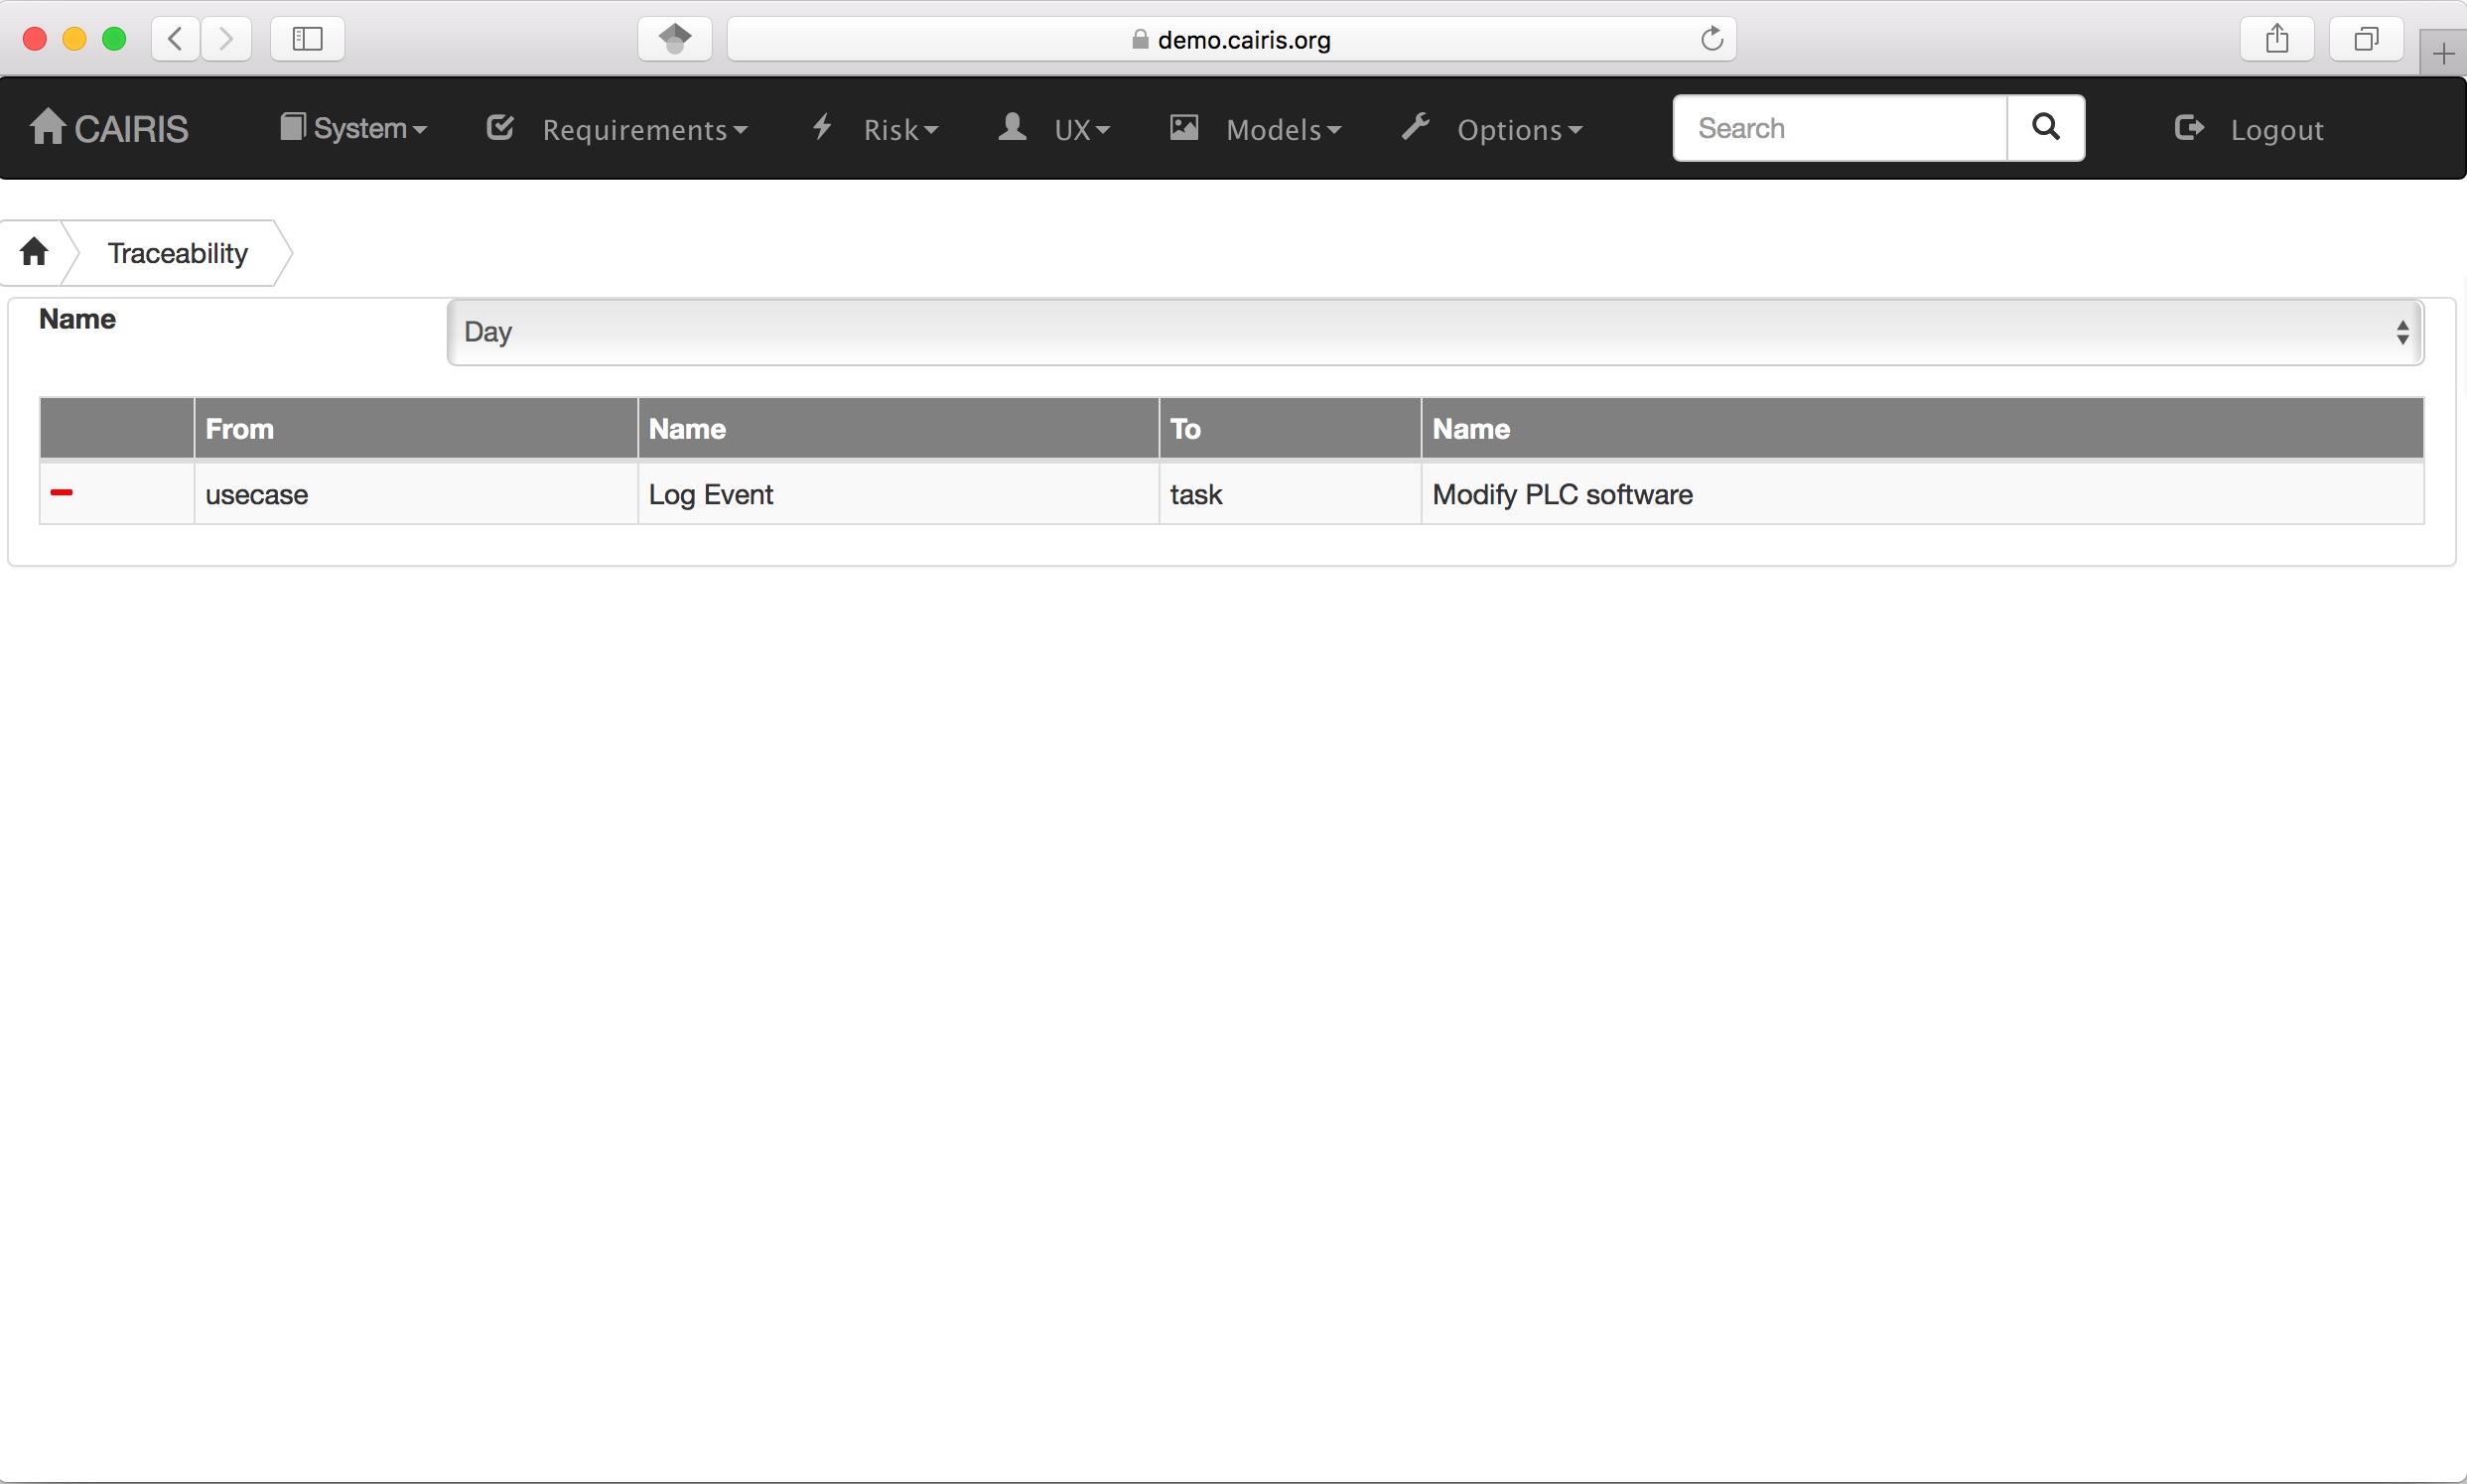 demo.cairis.org
CAIRIS System Requirements Risk UX Models Options Search Logout
Traceability
Name Day
From Name To Name
usecase Log Event task Modify PLC software